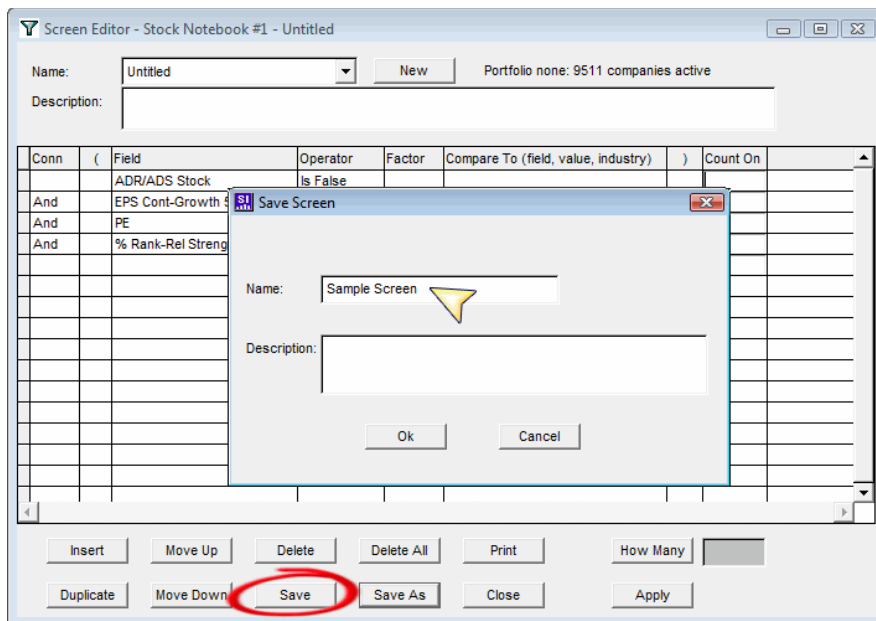 Screen Editor - Stock Notebook #1 - Untitled
Name: Untitled New Portfolio none: 9511 companies active
Description:
Conn ( Field Operator Factor Compare To (field, value, industry) ) Count On
ADR/ADS Stock Is False
And EPS Cont-Growth
And PE
And % Rank-Rel Streng
SI Save Screen
Name: Sample Screen
Description:
Ok Cancel
Insert Move Up Delete Delete All Print How Many
Duplicate Move Down Save Save As Close Apply